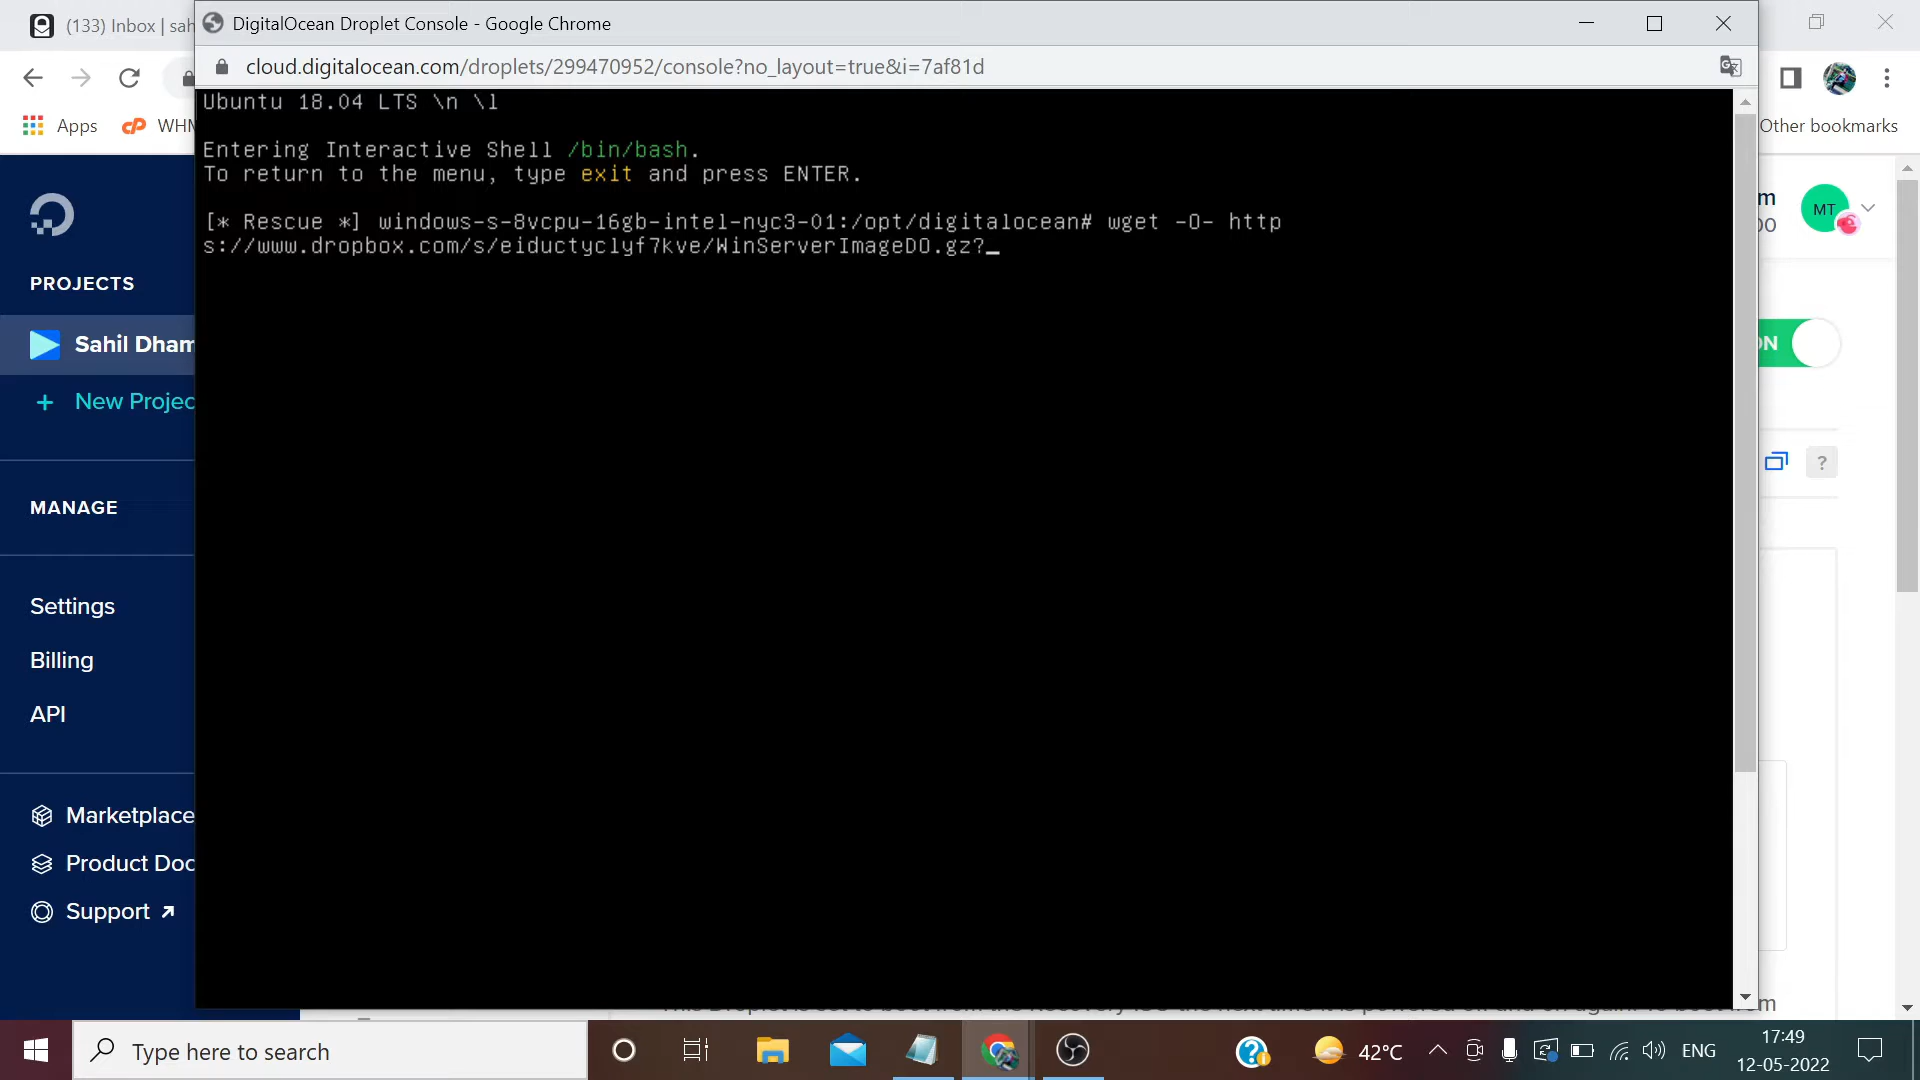 (133) Inbox | sah
DigitalOcean Droplet Console - Google Chrome
cloud.digitalocean.com/droplets/299470952/console?no_layout=true&i=7af81d
Apps
WHM
Other bookmarks
Ubuntu 18.04 LTS \n \l
Entering Interactive Shell /bin/bash.
To return to the menu, type exit and press ENTER.
[* Rescue *] windows-s-8vcpu-16gb-intel-nyc3-01:/opt/digitalocean# wget -O- http
s://www.dropbox.com/s/eiductyclyf7kve/WinServerImageDO.gz?_
m
00
MT
PROJECTS
Sahil Dham
+ New Projec
ON
?
MANAGE
Settings
Billing
API
Marketplace
Product Doc
Support
m
Type here to search
42°C
ENG
17:49
12-05-2022